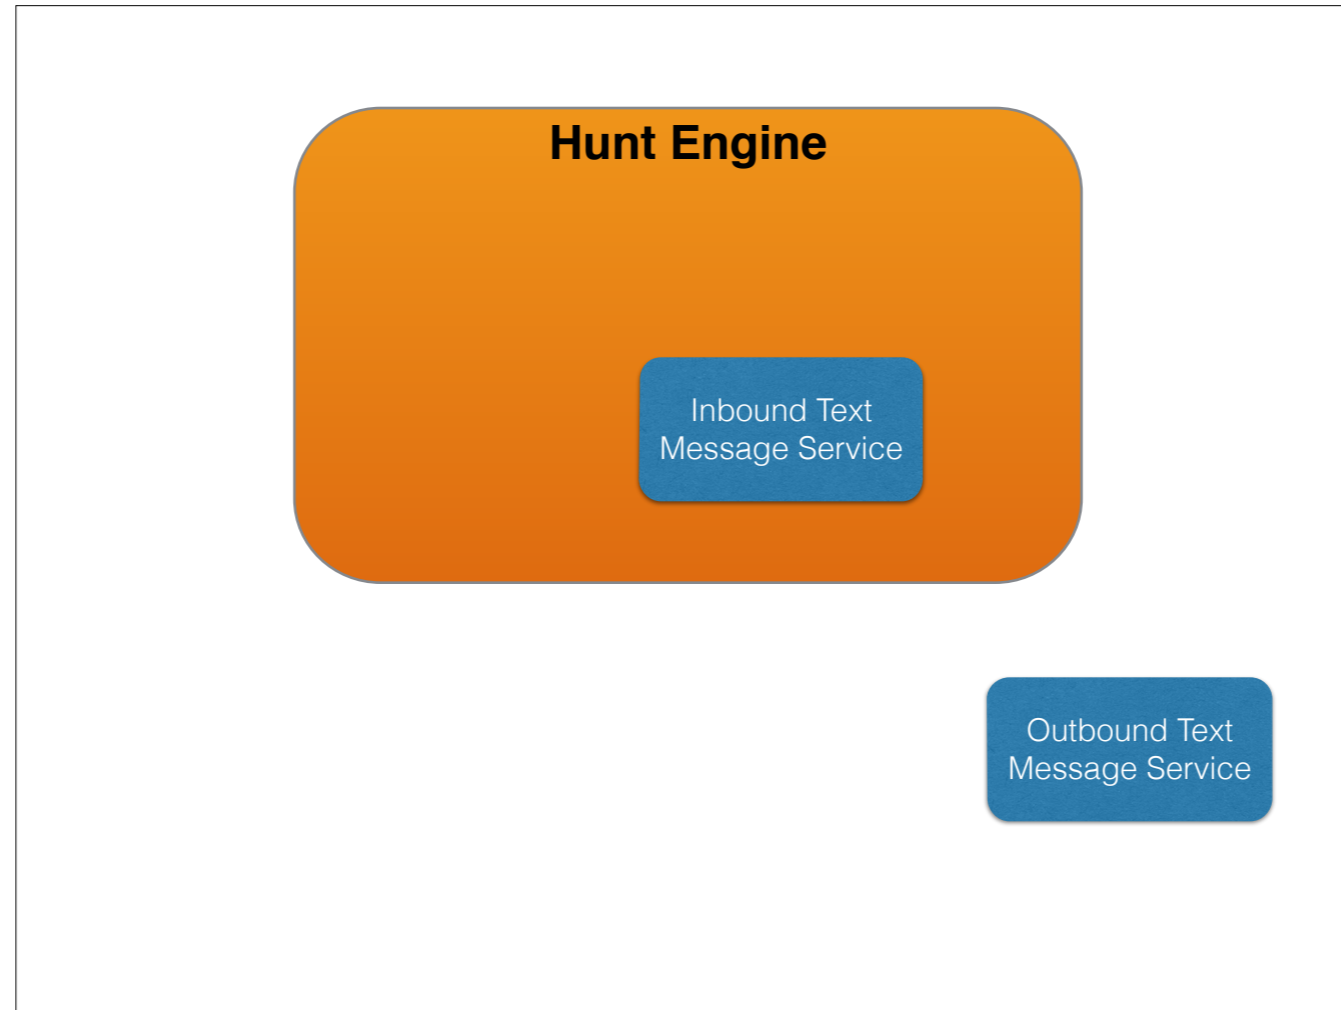 Hunt Engine
Inbound Text
Message Service
Outbound Text
Message Service